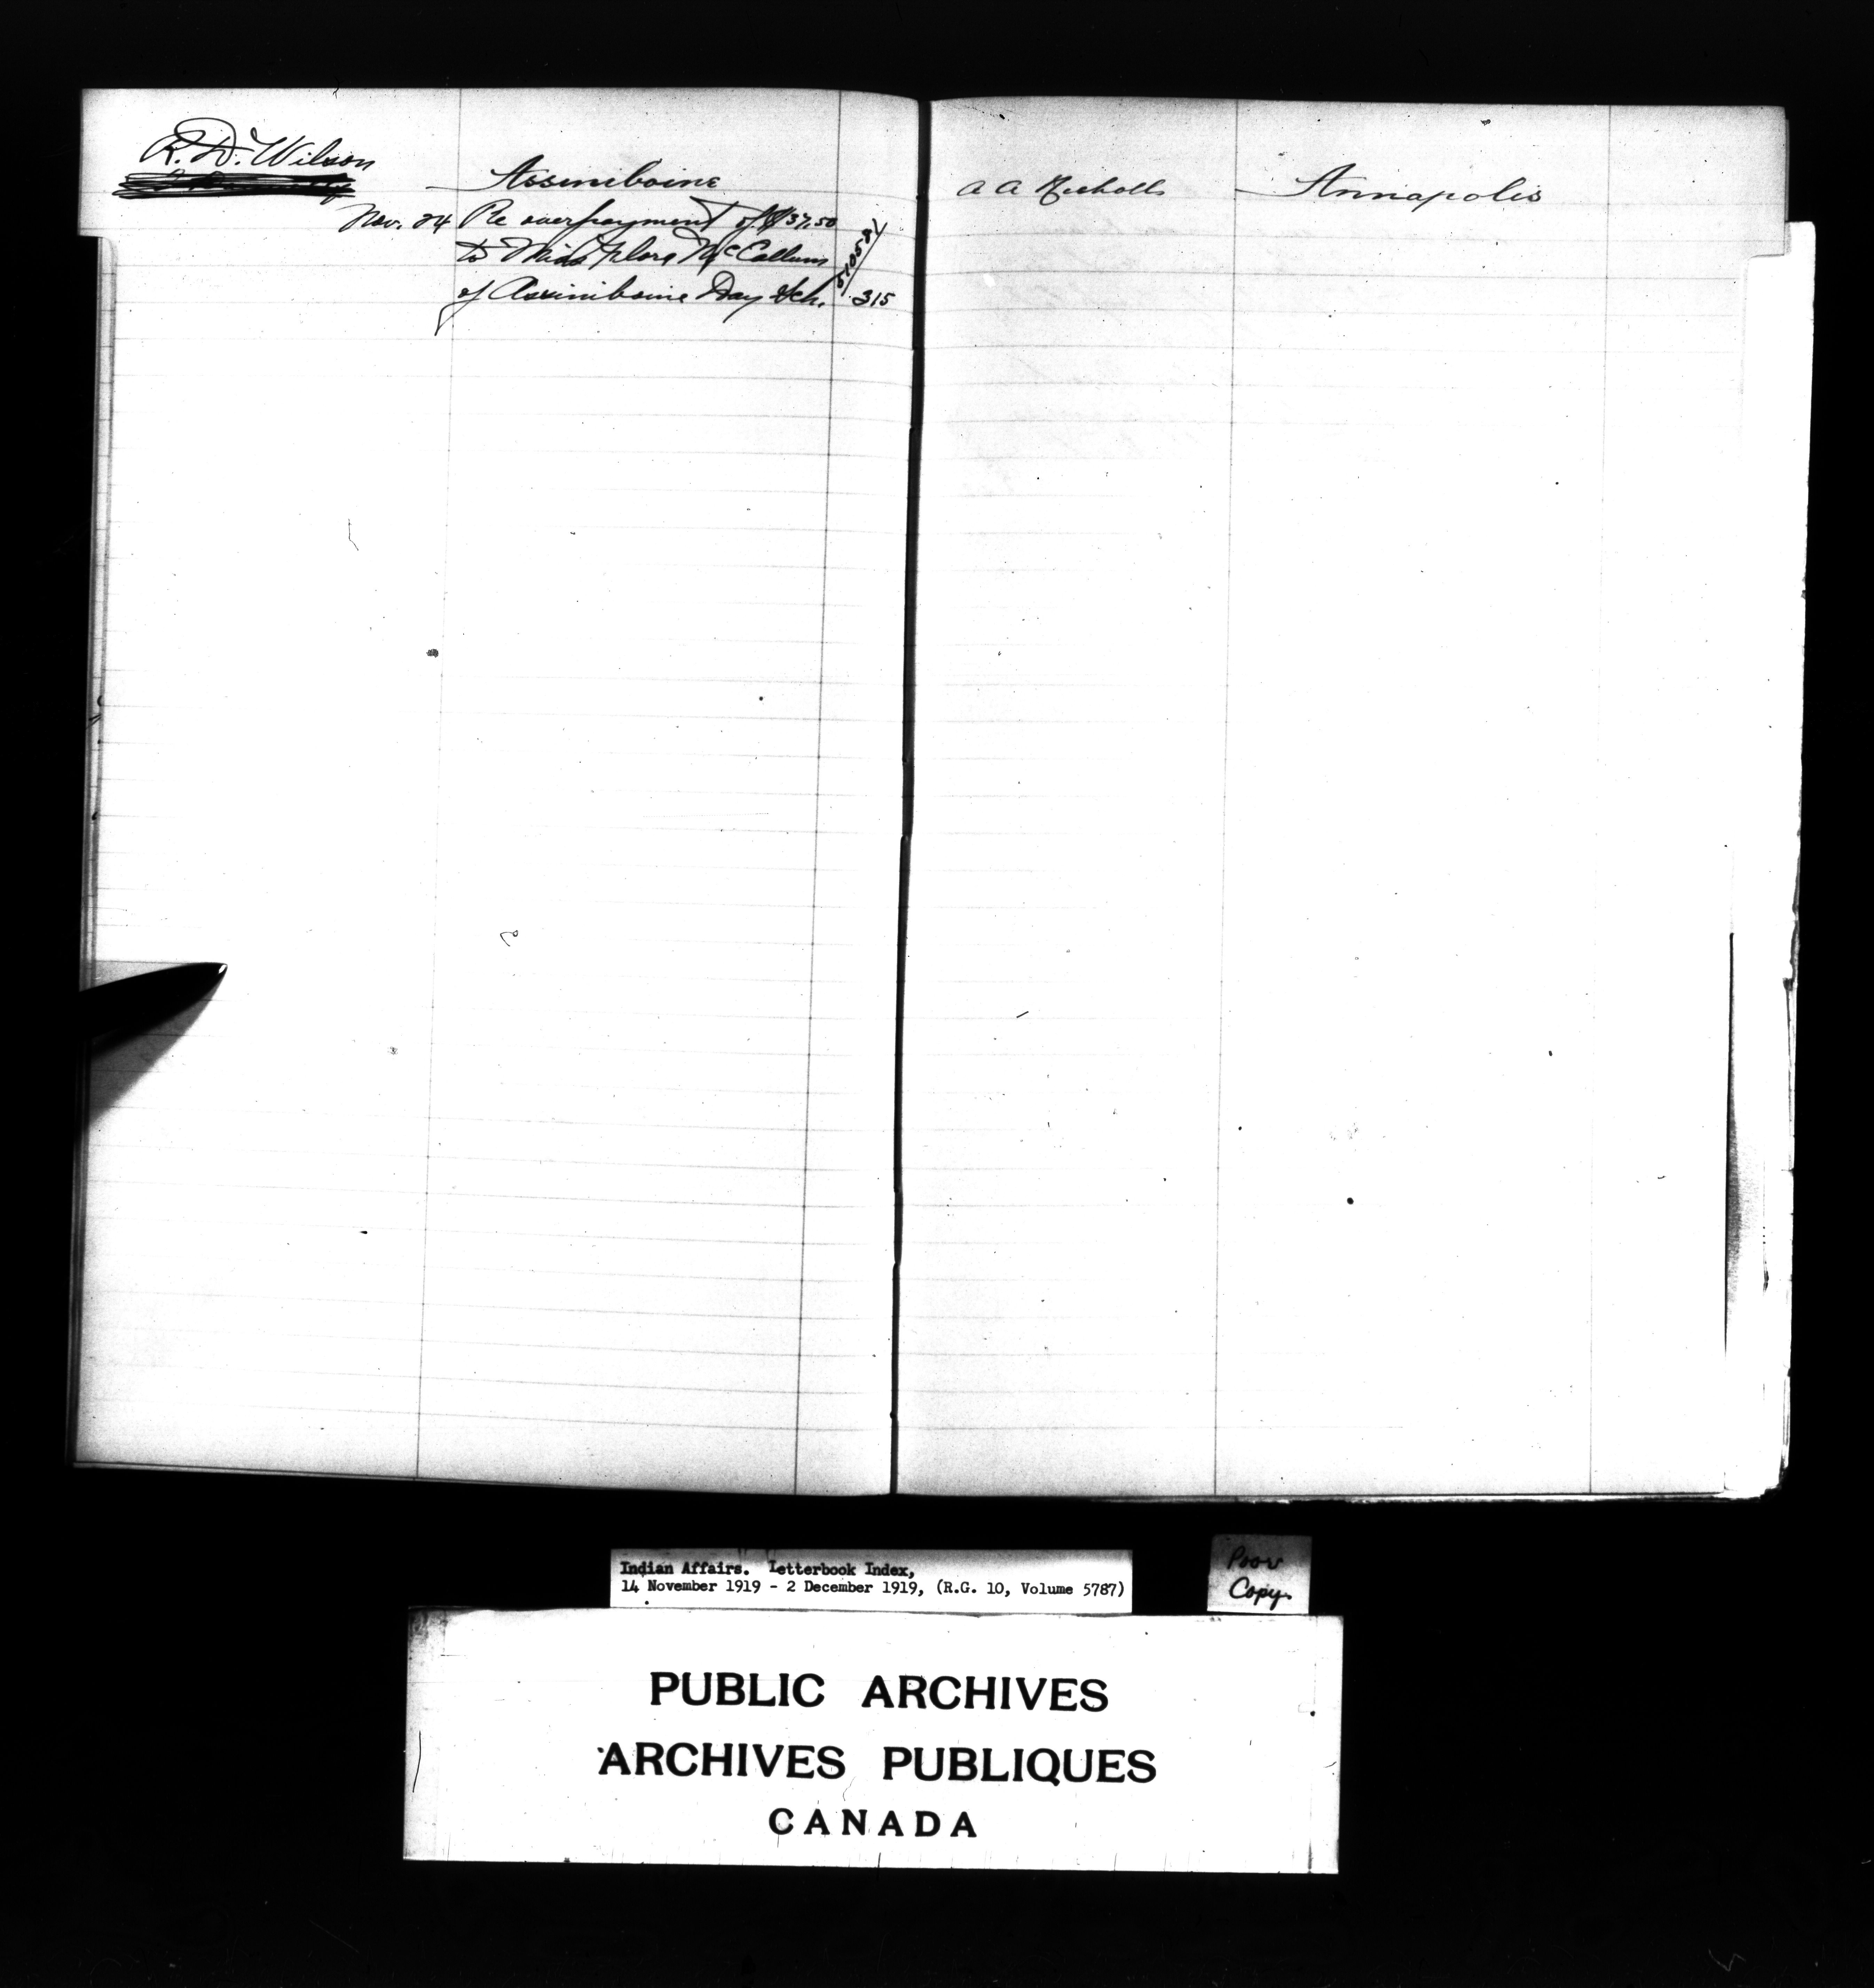 R. D. Wilson
— Assiniboine
Nov. 24 Re overpayment of $37.50
to Miss Flora McCallum
of Assiniboine Day Sch. 315
510581
A A — Annapolis
Indian Affairs. Letterbook Index,
14 November 1919 - 2 December 1919, (R.G. 10, Volume 5787)
Poor
Copy.
PUBLIC ARCHIVES
ARCHIVES PUBLIQUES
CANADA